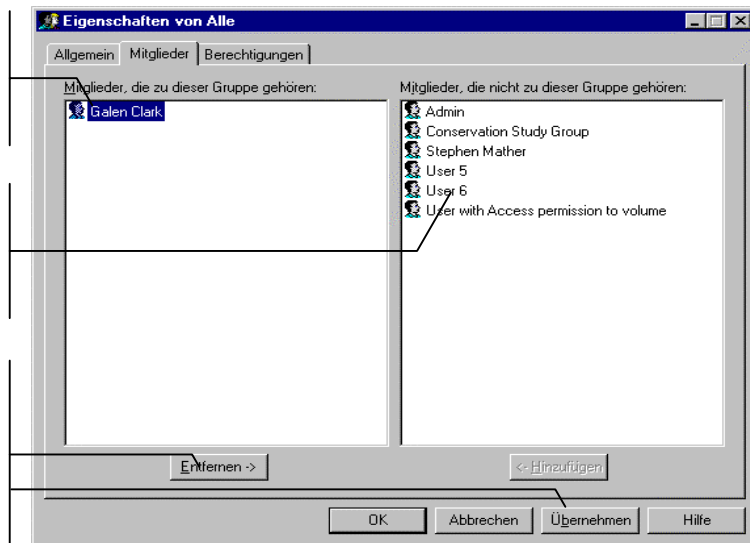 Eigenschaften von Alle
Allgemein Mitglieder Berechtigungen
Mitglieder, die zu dieser Gruppe gehören:
Galen Clark
Mitglieder, die nicht zu dieser Gruppe gehören:
Admin
Conservation Study Group
Stephen Mather
User 5
User 6
User with Access permission to volume
Entfernen ->
<- Hinzufügen
OK Abbrechen Übernehmen Hilfe